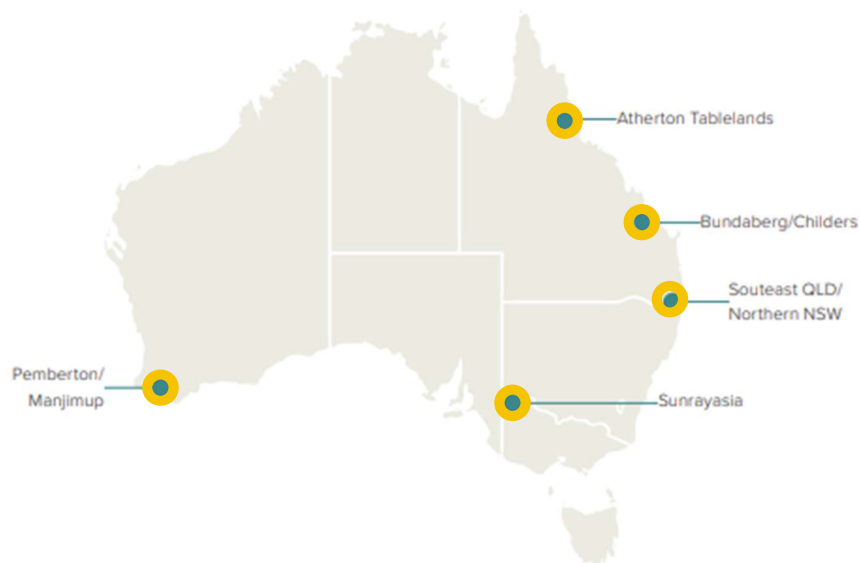 Atherton Tablelands
Bundaberg/Childers
Souteast QLD/
Northern NSW
Pemberton/
Manjimup
Sunrayasia